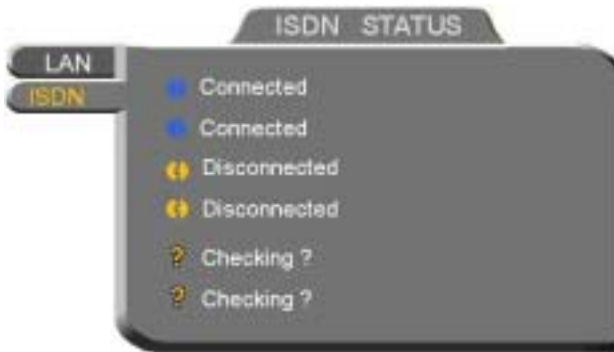 ISDN STATUS
LAN
ISDN
Connected
Connected
Disconnected
Disconnected
? Checking ?
? Checking ?